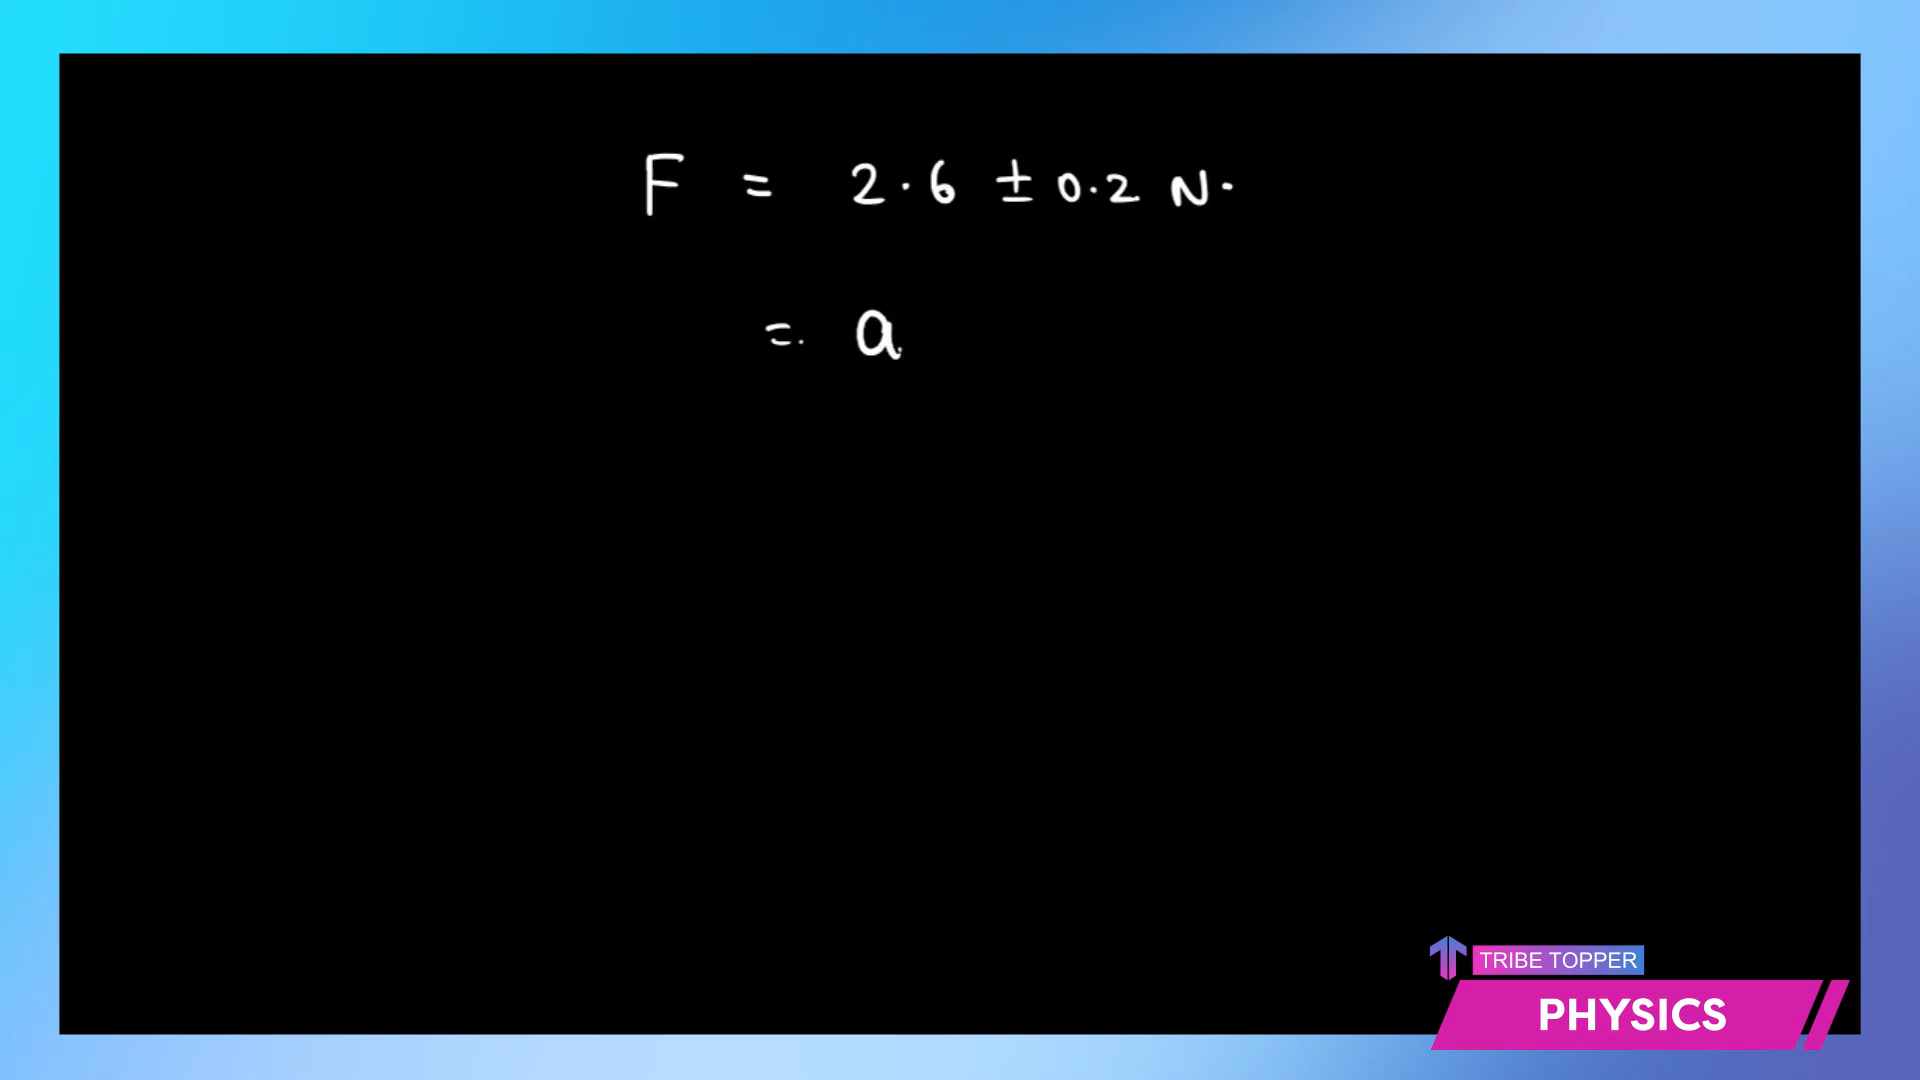 F = 2.6 ± 0.2 N.
= a
TRIBE TOPPER
PHYSICS